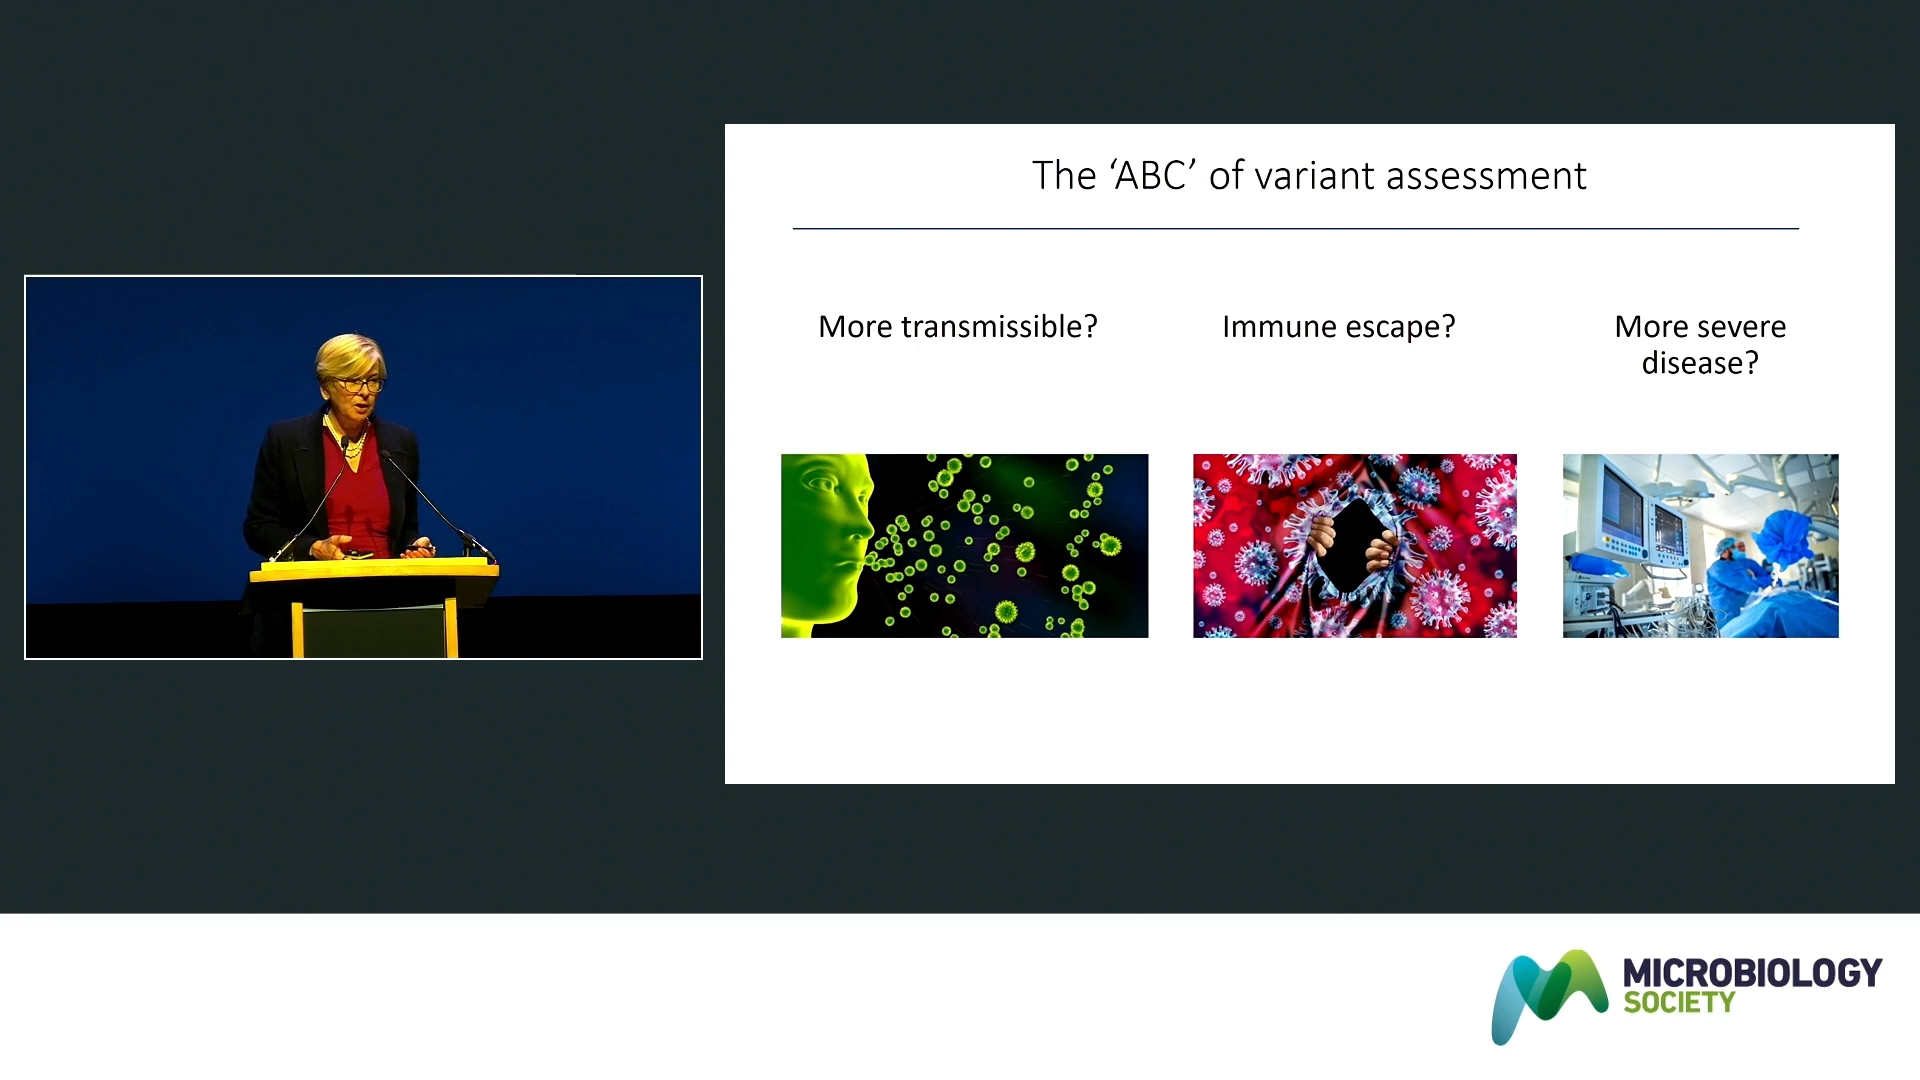 The ‘ABC’ of variant assessment
More transmissible?
Immune escape?
More severe
disease?
MICROBIOLOGY
SOCIETY